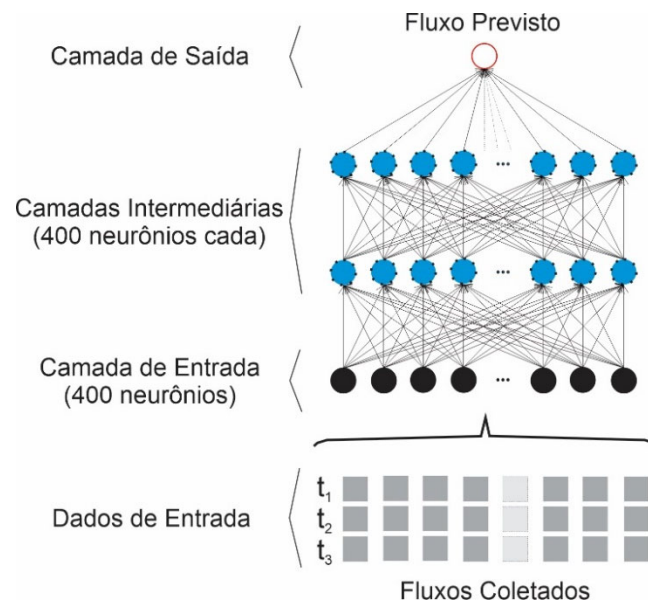 Fluxo Previsto
Camada de Saída
...
Camadas Intermediárias
(400 neurônios cada)
...
Camada de Entrada
(400 neurônios)
...
t1
Dados de Entrada
t2
t3
Fluxos Coletados